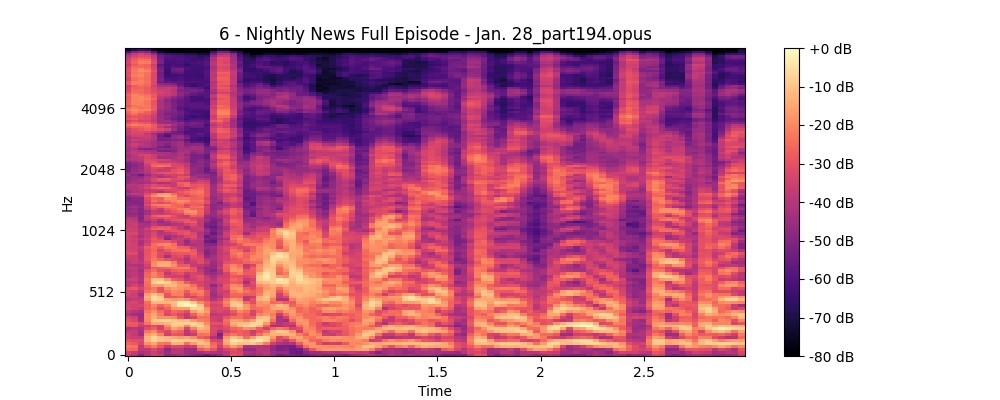 6 - Nightly News Full Episode - Jan. 28_part194.opus
Hz
4096
2048
1024
512
0
0
0.5
1
1.5
2
2.5
Time
+0 dB
-10 dB
-20 dB
-30 dB
-40 dB
-50 dB
-60 dB
-70 dB
-80 dB